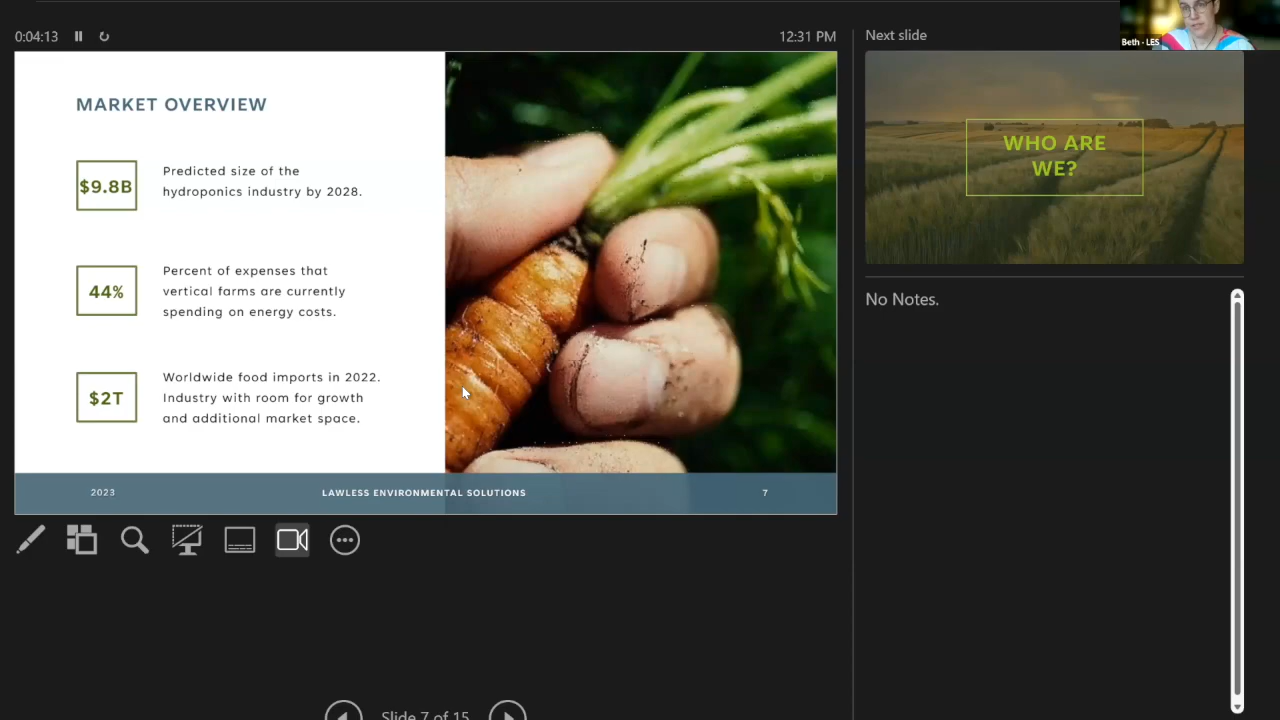 0:04:13
12:31 PM
Next slide
Beth - LES
MARKET OVERVIEW
$9.8B
Predicted size of the
hydroponics industry by 2028.
44%
Percent of expenses that
vertical farms are currently
spending on energy costs.
$2T
Worldwide food imports in 2022.
Industry with room for growth
and additional market space.
2023
LAWLESS ENVIRONMENTAL SOLUTIONS
7
WHO ARE
WE?
No Notes.
Slide 7 of 15